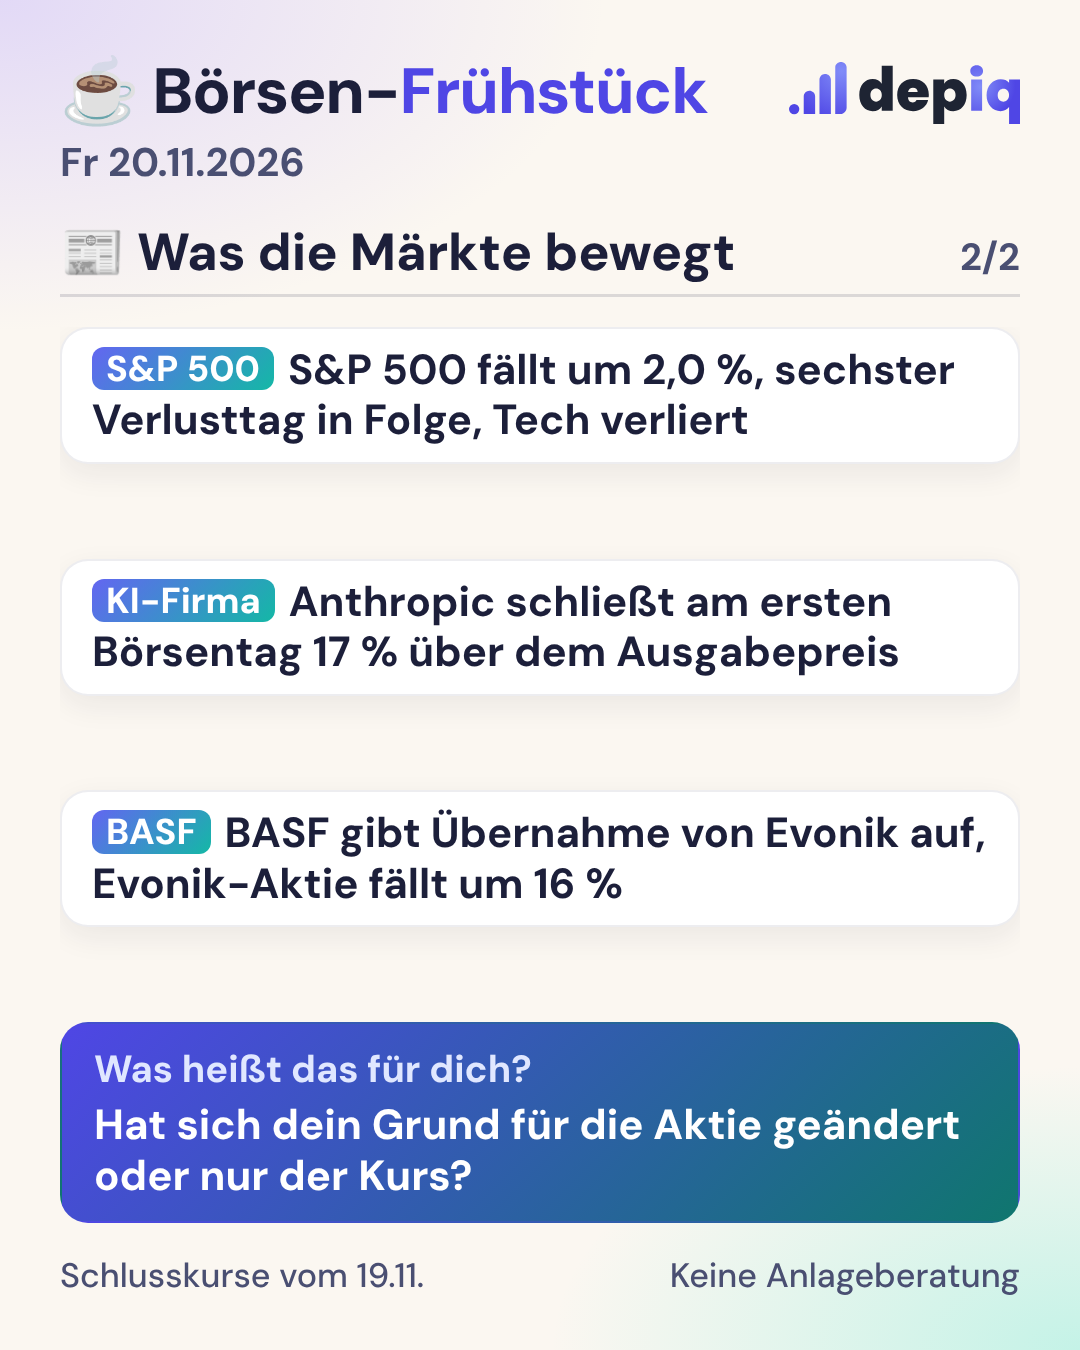 Börsen-Frühstück
depiq
Fr 20.11.2026
Was die Märkte bewegt
2/2
S&P 500 S&P 500 fällt um 2,0 %, sechster
Verlusttag in Folge, Tech verliert
KI-Firma Anthropic schließt am ersten
Börsentag 17 % über dem Ausgabepreis
BASF BASF gibt Übernahme von Evonik auf,
Evonik-Aktie fällt um 16 %
Was heißt das für dich?
Hat sich dein Grund für die Aktie geändert
oder nur der Kurs?
Schlusskurse vom 19.11.
Keine Anlageberatung